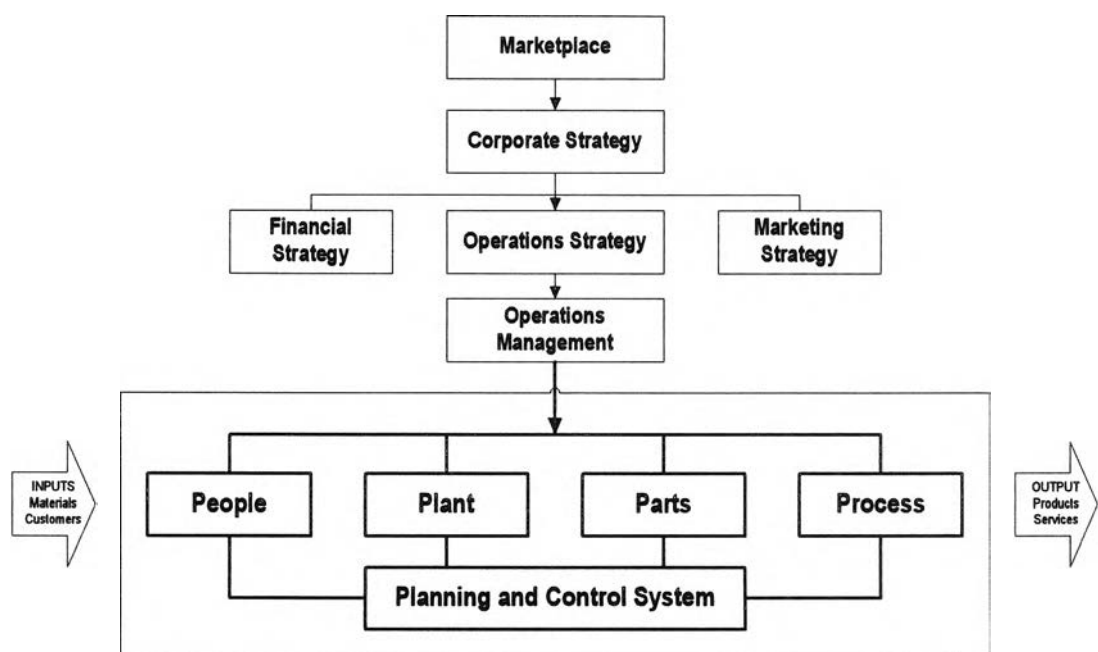 Marketplace
Corporate Strategy
Financial
Strategy
Operations Strategy
Marketing
Strategy
Operations
Management
INPUTS
Materials
Customers
People
Plant
Parts
Process
OUTPUT
Products
Services
Planning and Control System